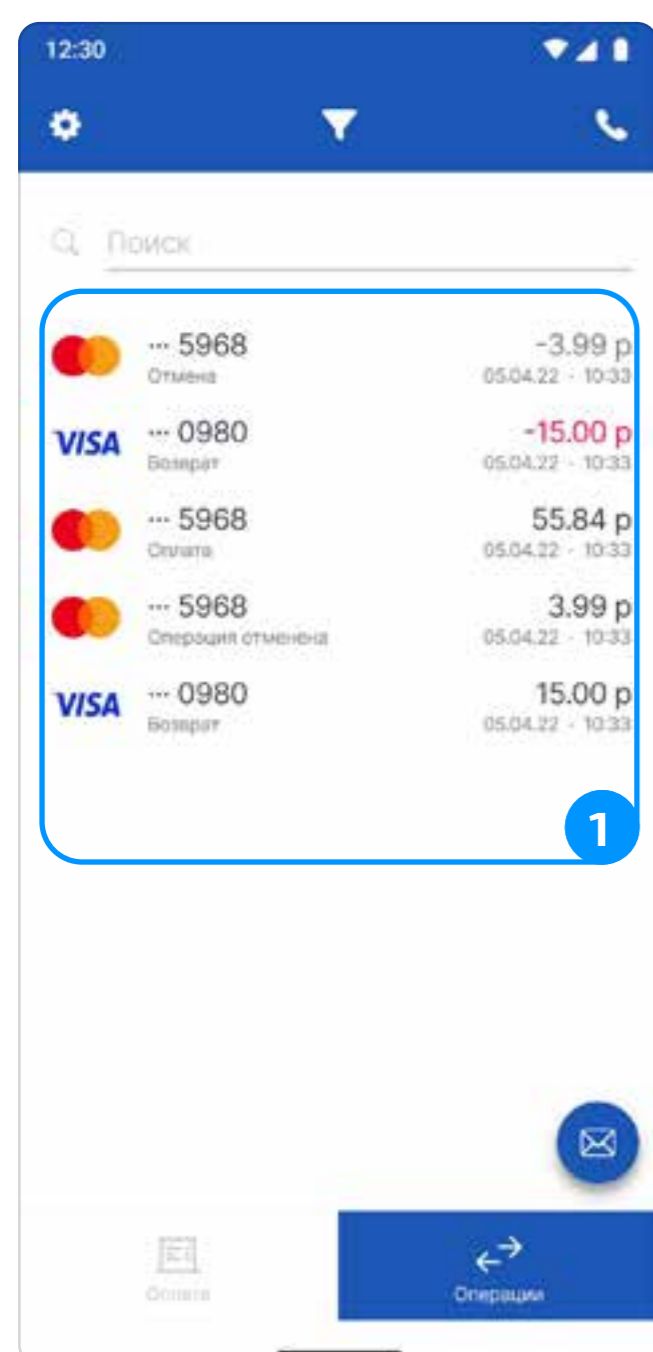 12:30
Поиск
··· 5968
-3.99 р
Отмена
05.04.22 - 10:33
VISA
··· 0980
-15.00 р
Возврат
05.04.22 - 10:33
··· 5968
55.84 р
Оплата
05.04.22 - 10:33
··· 5968
3.99 р
Операция отменена
05.04.22 - 10:33
VISA
··· 0980
15.00 р
Возврат
05.04.22 - 10:33
1
Оплата
Операции